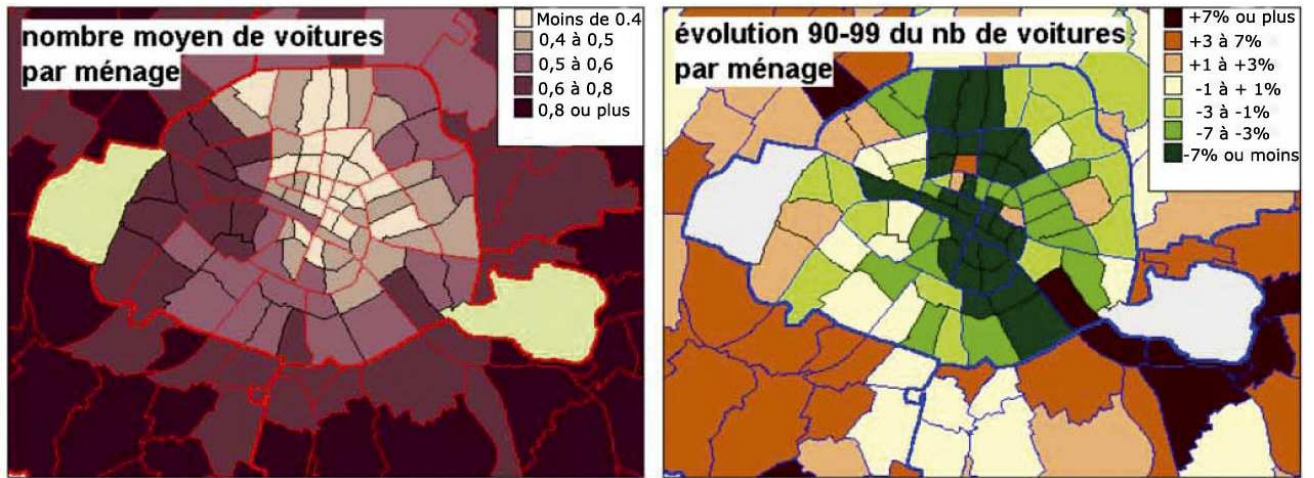 nombre moyen de voitures
par ménage
Moins de 0.4
0,4 à 0,5
0,5 à 0,6
0,6 à 0,8
0,8 ou plus
évolution 90-99 du nb de voitures
par ménage
+7% ou plus
+3 à 7%
+1 à +3%
-1 à + 1%
-3 à -1%
-7 à -3%
-7% ou moins